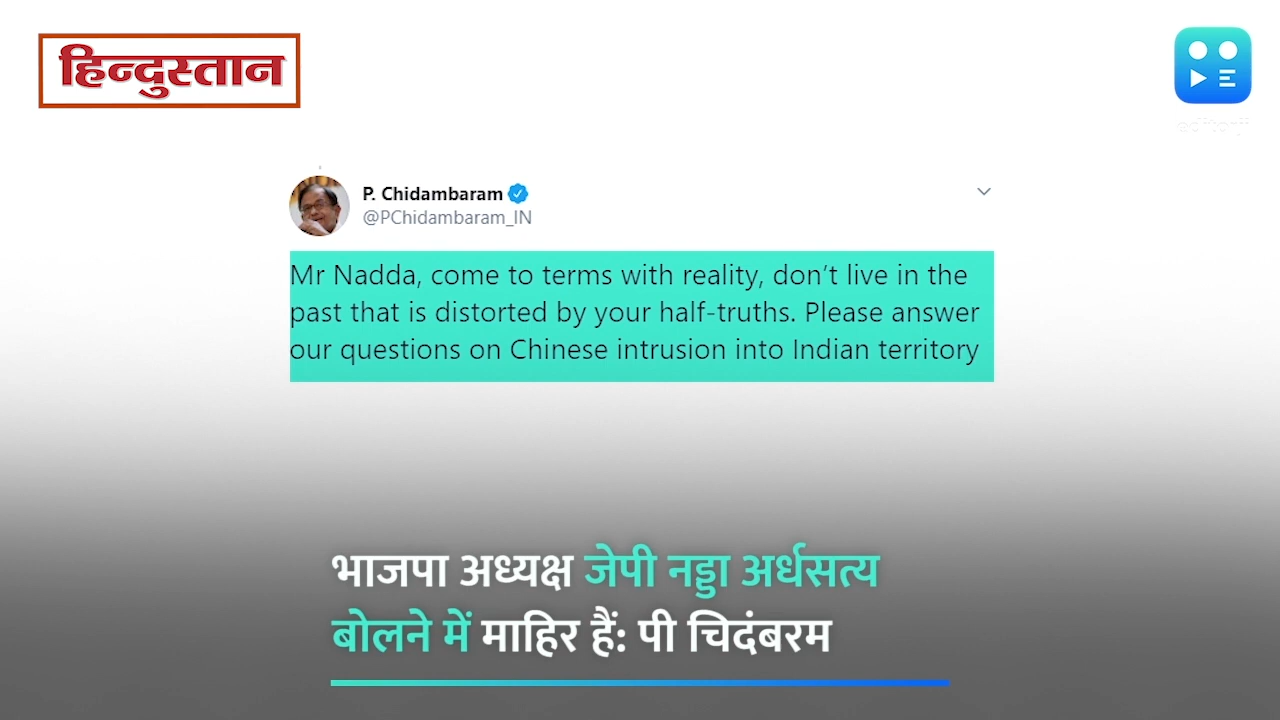 हिन्दुस्तान
P. Chidambaram
@PChidambaram_IN
Mr Nadda, come to terms with reality, don’t live in the
past that is distorted by your half-truths. Please answer
our questions on Chinese intrusion into Indian territory
भाजपा अध्यक्ष जेपी नड्डा अर्धसत्य
बोलने में माहिर हैं: पी चिदंबरम